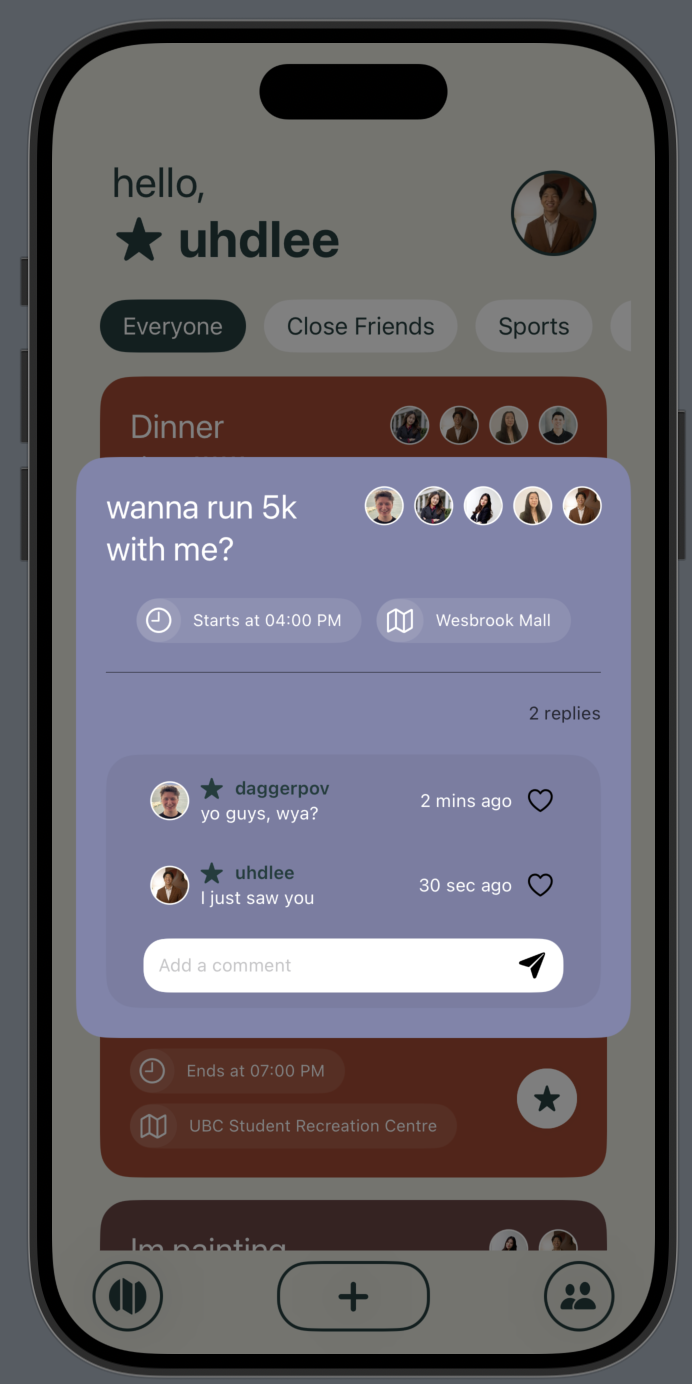 hello,
uhdlee
Everyone
Close Friends
Sports
Dinner
wanna run 5k
with me?
Starts at 04:00 PM
Wesbrook Mall
2 replies
daggerpov
yo guys, wya?
2 mins ago
uhdlee
I just saw you
30 sec ago
Add a comment
Ends at 07:00 PM
UBC Student Recreation Centre
Im painting